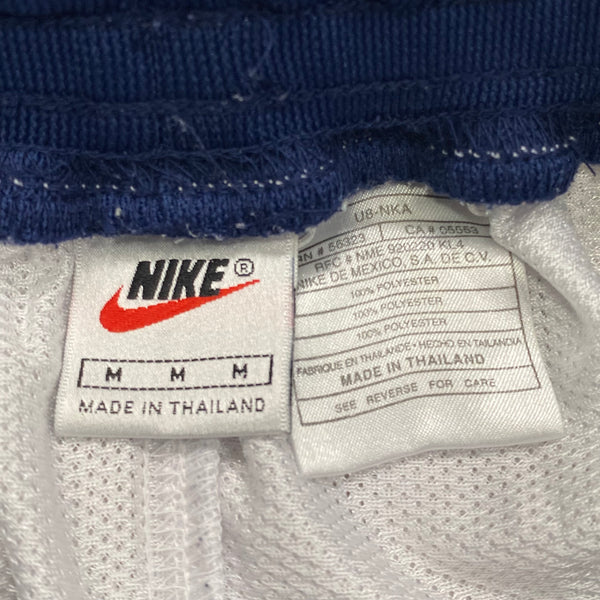 NIKE®
M M M
MADE IN THAILAND
U8-NKA
RN # 56323 CA # 05553
RFC # NME 920220 KL4
NIKE DE MEXICO, S.A. DE C.V.
100% POLYESTER
100% POLYESTER
100% POLYESTER
FABRIQUE EN THAILANDE • HECHO EN TAILANDIA
MADE IN THAILAND
SEE REVERSE FOR CARE